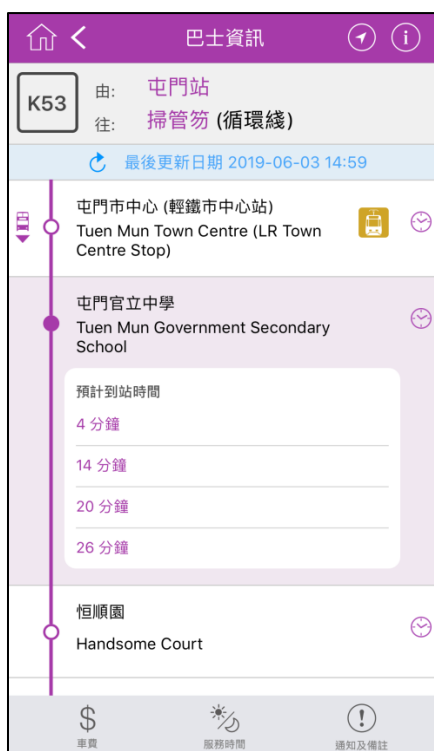 巴士資訊
K53
由: 屯門站
往: 掃管笏 (循環綫)
最後更新日期 2019-06-03 14:59
屯門市中心 (輕鐵市中心站)
Tuen Mun Town Centre (LR Town
Centre Stop)
屯門官立中學
Tuen Mun Government Secondary
School
預計到站時間
4 分鐘
14 分鐘
20 分鐘
26 分鐘
恒順園
Handsome Court
車費
服務時間
通知及備註